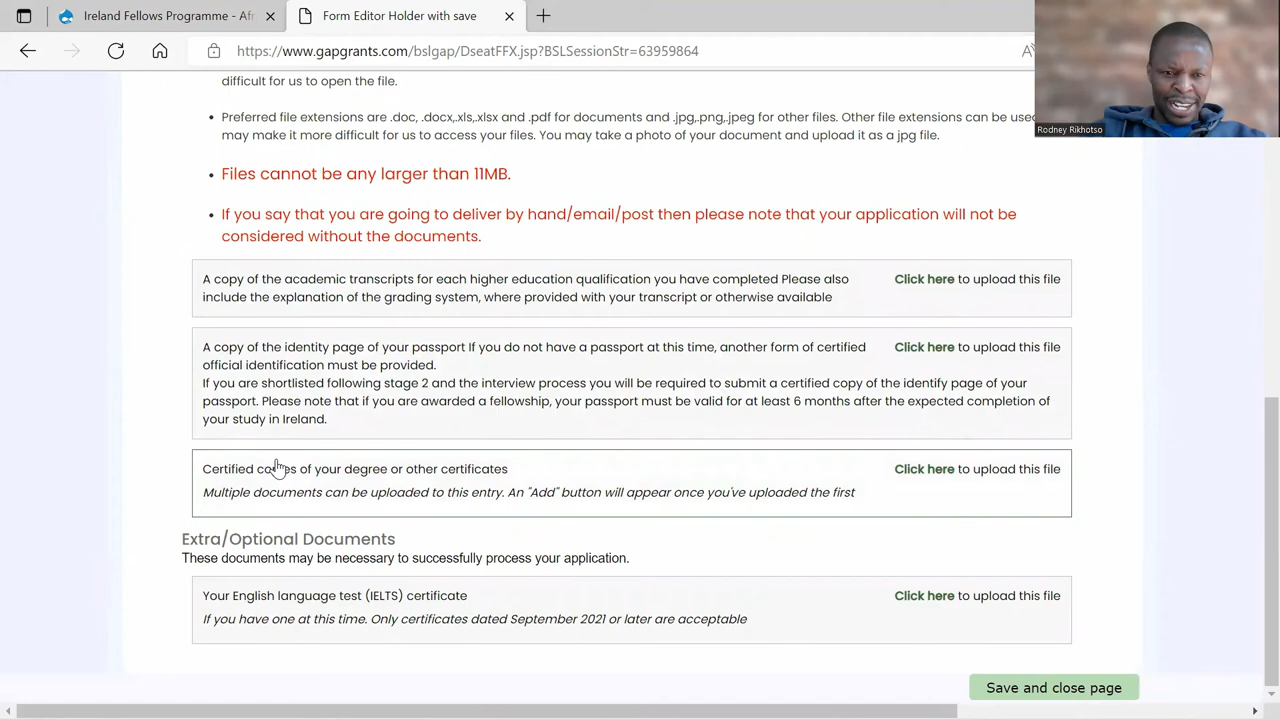 Ireland Fellows Programme - Afr
Form Editor Holder with save
https://www.gapgrants.com/bslgap/DseatFFX.jsp?BSLSessionStr=63959864
Rodney Rikhotso
difficult for us to open the file.
Preferred file extensions are .doc, .docx,.xls,.xlsx and .pdf for documents and .jpg,.png,.jpeg for other files. Other file extensions can be used
may make it more difficult for us to access your files. You may take a photo of your document and upload it as a jpg file.
Files cannot be any larger than 11MB.
If you say that you are going to deliver by hand/email/post then please note that your application will not be
considered without the documents.
A copy of the academic transcripts for each higher education qualification you have completed Please also
include the explanation of the grading system, where provided with your transcript or otherwise available
Click here to upload this file
A copy of the identity page of your passport If you do not have a passport at this time, another form of certified
official identification must be provided.
Click here to upload this file
If you are shortlisted following stage 2 and the interview process you will be required to submit a certified copy of the identify page of your
passport. Please note that if you are awarded a fellowship, your passport must be valid for at least 6 months after the expected completion of
your study in Ireland.
Certified copies of your degree or other certificates
Click here to upload this file
Multiple documents can be uploaded to this entry. An "Add" button will appear once you've uploaded the first
Extra/Optional Documents
These documents may be necessary to successfully process your application.
Your English language test (IELTS) certificate
Click here to upload this file
If you have one at this time. Only certificates dated September 2021 or later are acceptable
Save and close page